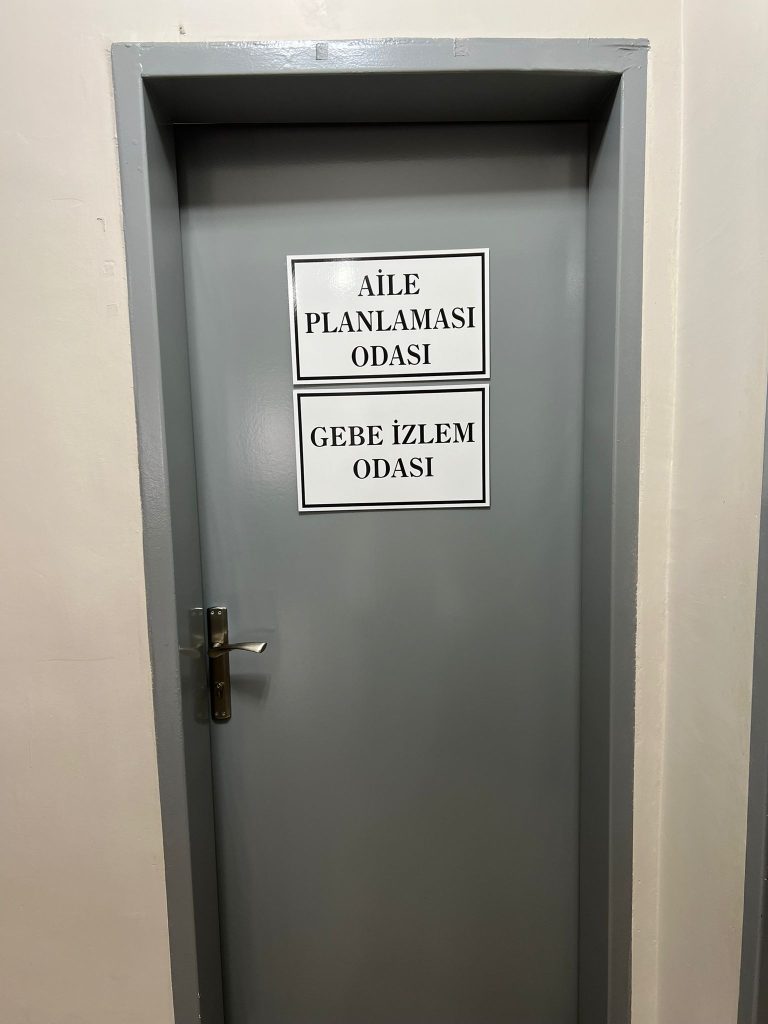 AİLE
PLANLAMASI
ODASI
GEBE İZLEM
ODASI